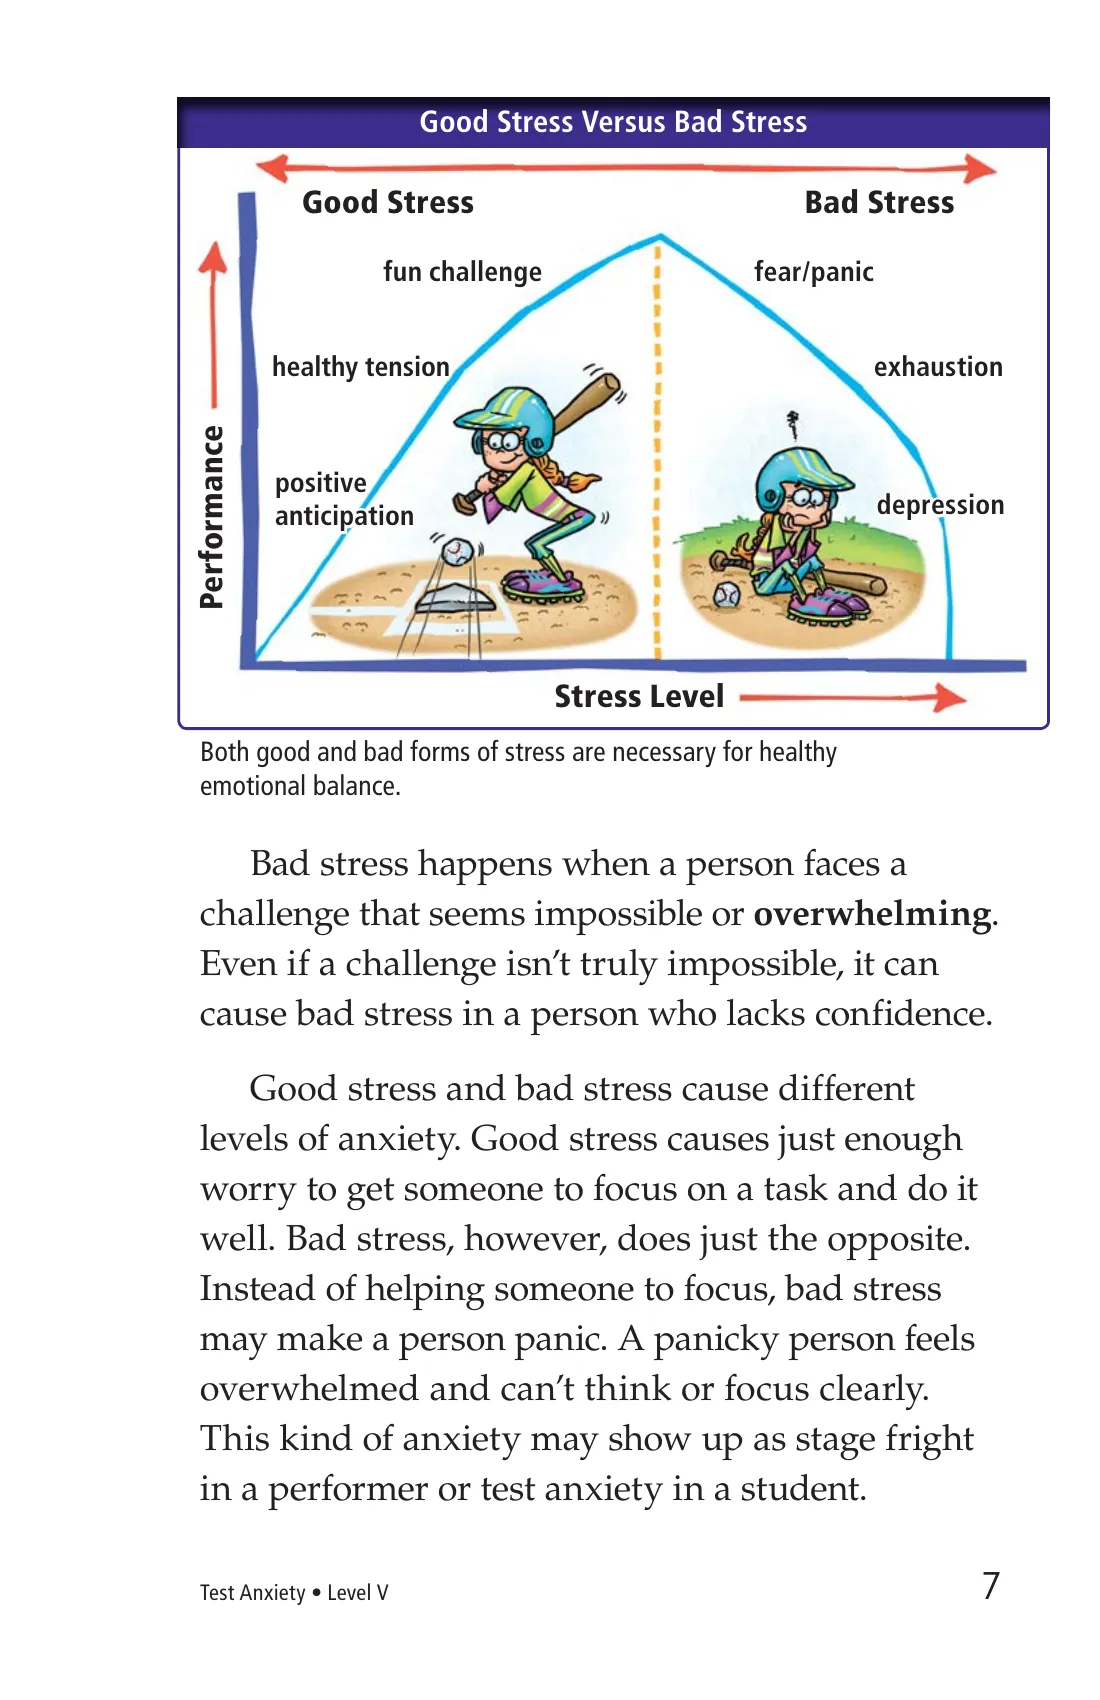 Good Stress Versus Bad Stress
Good Stress
Bad Stress
fun challenge
fear/panic
healthy tension
exhaustion
positive
anticipation
depression
Performance
Stress Level
Both good and bad forms of stress are necessary for healthy
emotional balance.
Bad stress happens when a person faces a
challenge that seems impossible or overwhelming.
Even if a challenge isn’t truly impossible, it can
cause bad stress in a person who lacks confidence.
Good stress and bad stress cause different
levels of anxiety. Good stress causes just enough
worry to get someone to focus on a task and do it
well. Bad stress, however, does just the opposite.
Instead of helping someone to focus, bad stress
may make a person panic. A panicky person feels
overwhelmed and can’t think or focus clearly.
This kind of anxiety may show up as stage fright
in a performer or test anxiety in a student.
Test Anxiety • Level V
7